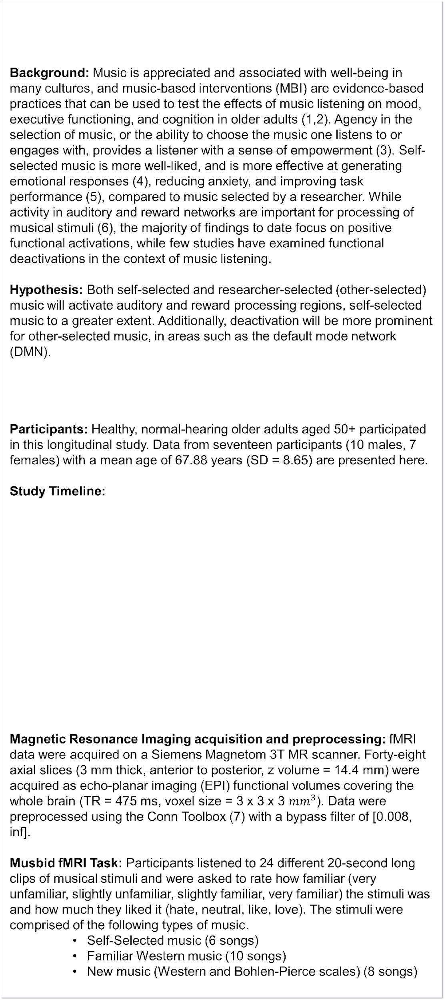 Background: Music is appreciated and associated with well-being in
many cultures, and music-based interventions (MBI) are evidence-based
practices that can be used to test the effects of music listening on mood,
executive functioning, and cognition in older adults (1,2). Agency in the
selection of music, or the ability to choose the music one listens to or
engages with, provides a listener with a sense of empowerment (3). Self-
selected music is more well-liked, and is more effective at generating
emotional responses (4), reducing anxiety, and improving task
performance (5), compared to music selected by a researcher. While
activity in auditory and reward networks are important for processing of
musical stimuli (6), the majority of findings to date focus on positive
functional activations, while few studies have examined functional
deactivations in the context of music listening.
Hypothesis: Both self-selected and researcher-selected (other-selected)
music will activate auditory and reward processing regions, self-selected
music to a greater extent. Additionally, deactivation will be more prominent
for other-selected music, in areas such as the default mode network
(DMN).
Participants: Healthy, normal-hearing older adults aged 50+ participated
in this longitudinal study. Data from seventeen participants (10 males, 7
females) with a mean age of 67.88 years (SD = 8.65) are presented here.
Study Timeline:
Magnetic Resonance Imaging acquisition and preprocessing: fMRI
data were acquired on a Siemens Magnetom 3T MR scanner. Forty-eight
axial slices (3 mm thick, anterior to posterior, z volume = 14.4 mm) were
acquired as echo-planar imaging (EPI) functional volumes covering the
whole brain (TR = 475 ms, voxel size = 3 x 3 x 3 mm³). Data were
preprocessed using the Conn Toolbox (7) with a bypass filter of [0.008,
inf].
Musbid fMRI Task: Participants listened to 24 different 20-second long
clips of musical stimuli and were asked to rate how familiar (very
unfamiliar, slightly unfamiliar, slightly familiar, very familiar) the stimuli was
and how much they liked it (hate, neutral, like, love). The stimuli were
comprised of the following types of music.
• Self-Selected music (6 songs)
• Familiar Western music (10 songs)
• New music (Western and Bohlen-Pierce scales) (8 songs)